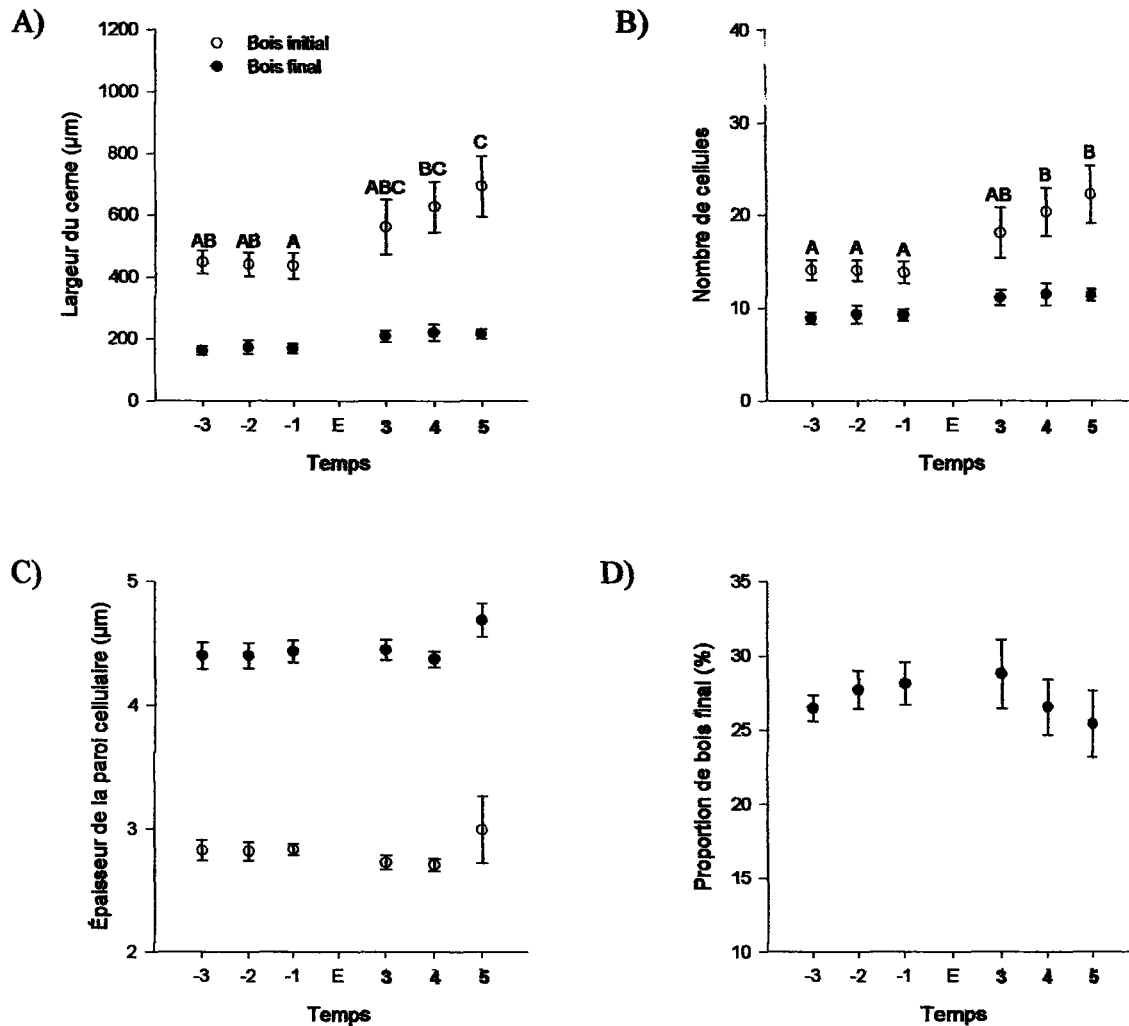 A)
Largeur du cerne (µm)
1200
1000
800
600
400
200
0
Bois initial
Bois final
AB
AB
A
ABC
BC
C
-3
-2
-1
E
3
4
5
Temps
B)
Nombre de cellules
40
30
20
10
0
A
A
A
AB
B
B
-3
-2
-1
E
3
4
5
Temps
C)
Épaisseur de la paroi cellulaire (µm)
5
4
3
2
-3
-2
-1
E
3
4
5
Temps
D)
Proportion de bois final (%)
35
30
25
20
15
10
-3
-2
-1
E
3
4
5
Temps